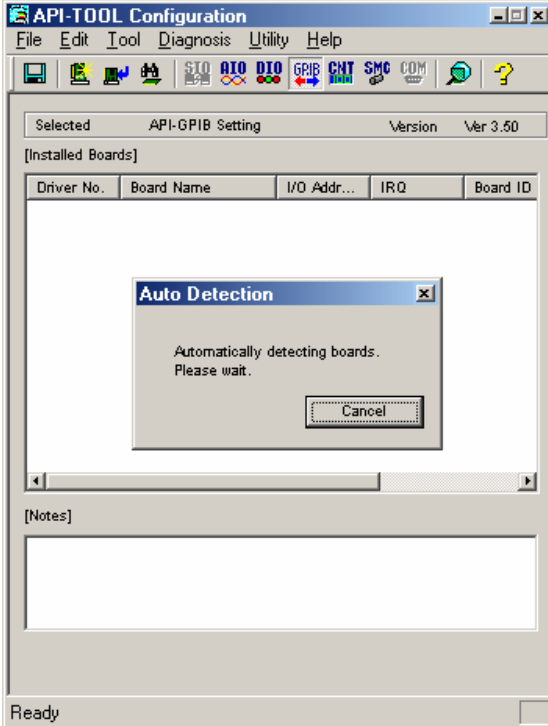 API-TOOL Configuration
File Edit Tool Diagnosis Utility Help
SIO AIO DIO GPIB CNT SMC COM
Selected API-GPIB Setting Version Ver 3.50
[Installed Boards]
Driver No. Board Name I/O Addr... IRQ Board ID
Auto Detection
Automatically detecting boards.
Please wait.
Cancel
[Notes]
Ready